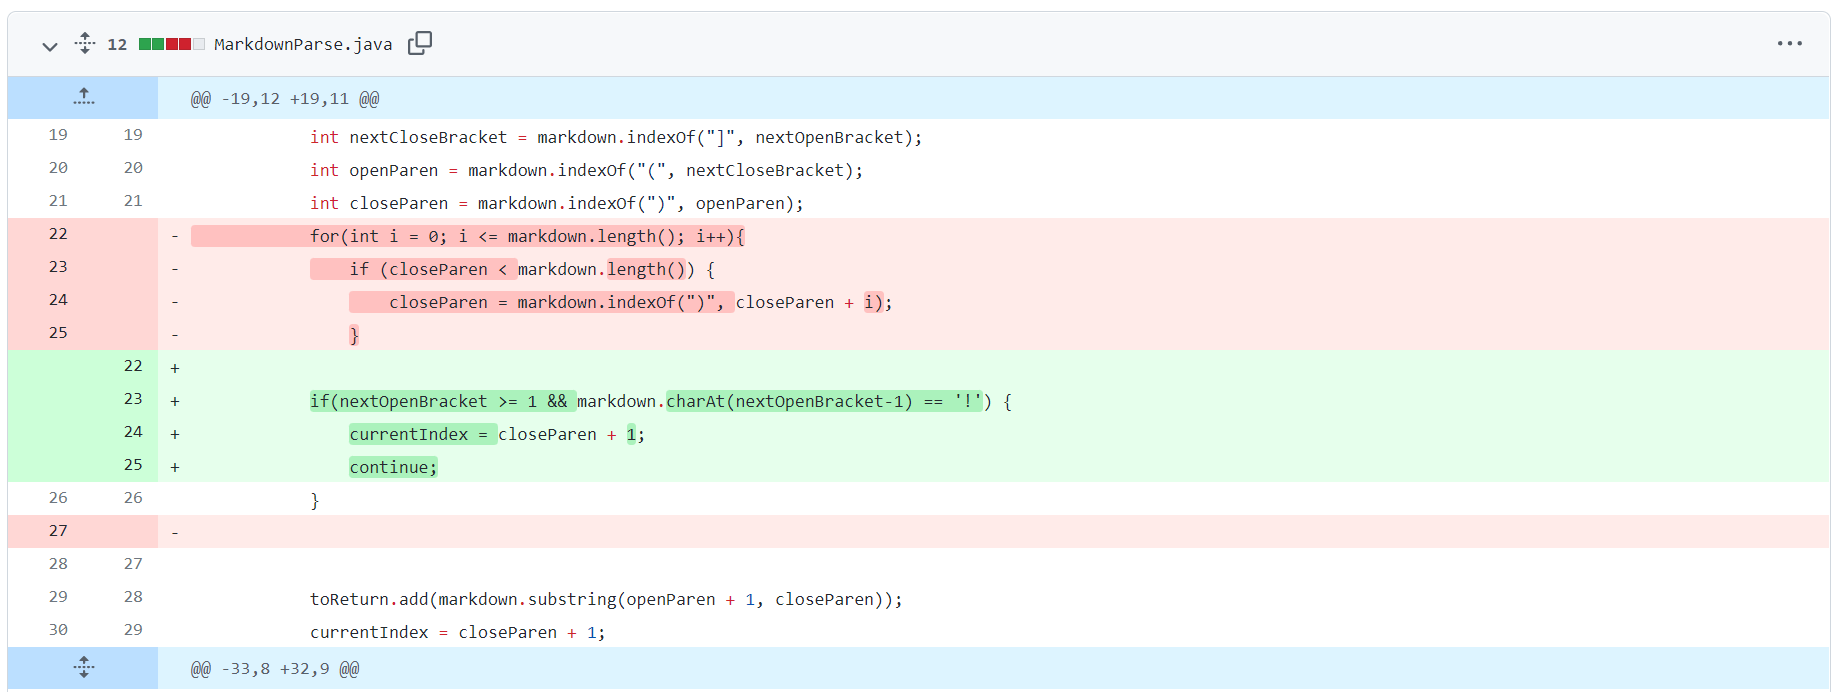 12 MarkdownParse.java
@@ -19,12 +19,11 @@
19 19 int nextCloseBracket = markdown.indexOf("]", nextOpenBracket);
20 20 int openParen = markdown.indexOf("(", nextCloseBracket);
21 21 int closeParen = markdown.indexOf(")", openParen);
22 - for(int i = 0; i <= markdown.length(); i++){
23 - if (closeParen < markdown.length()) {
24 - closeParen = markdown.indexOf(")", closeParen + i);
25 - }
22 +
23 + if(nextOpenBracket >= 1 && markdown.charAt(nextOpenBracket-1) == '!') {
24 + currentIndex = closeParen + 1;
25 + continue;
26 26 }
27 -
28 27
29 28 toReturn.add(markdown.substring(openParen + 1, closeParen));
30 29 currentIndex = closeParen + 1;
@@ -33,8 +32,9 @@